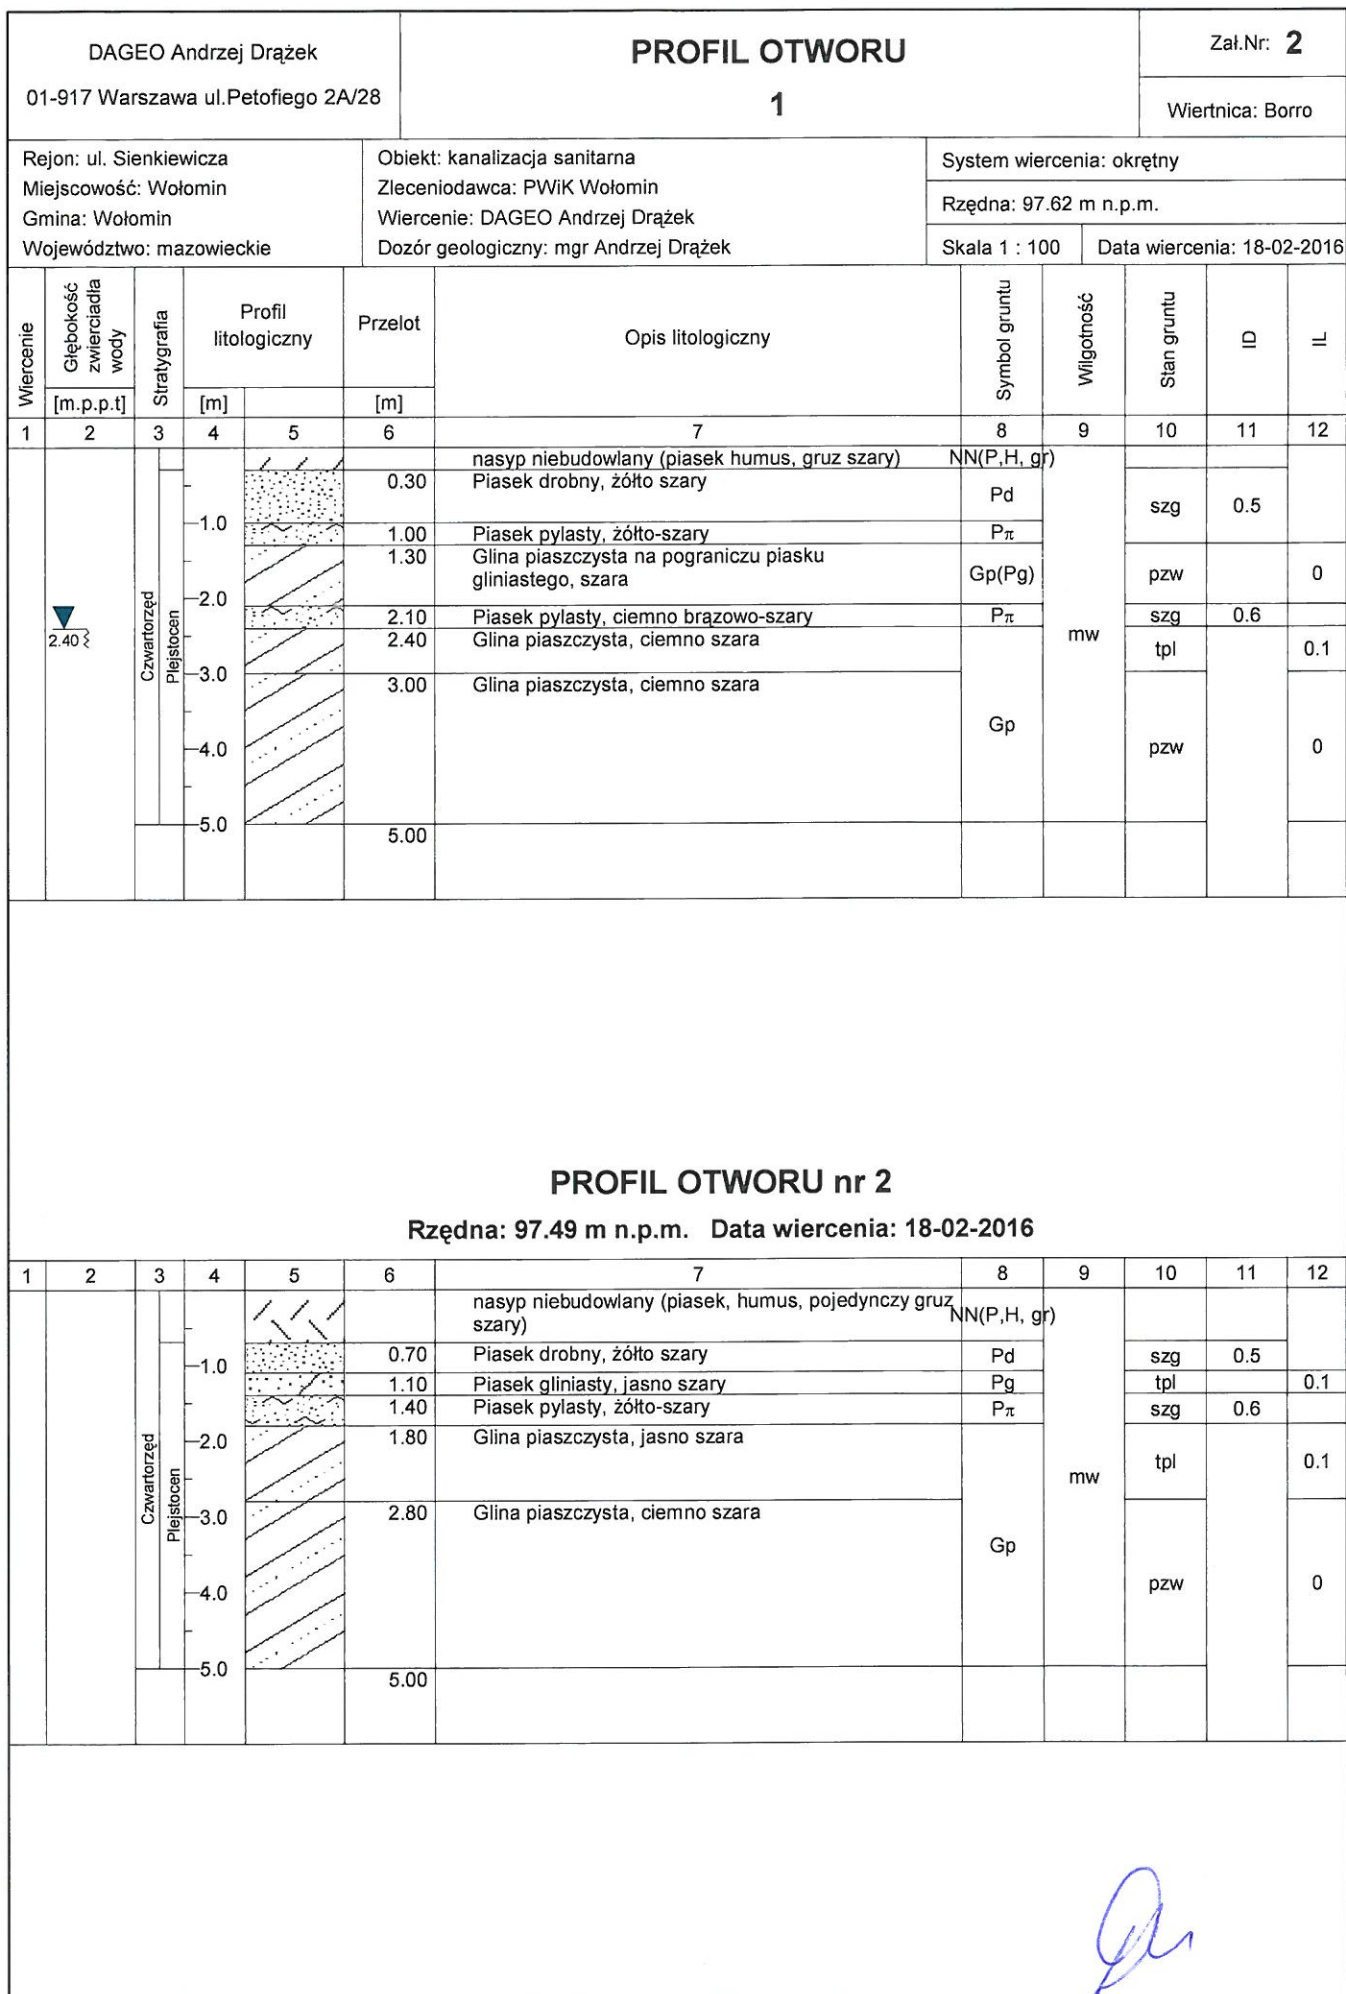 DAGEO Andrzej Drążek
01-917 Warszawa ul.Petofiego 2A/28
PROFIL OTWORU
1
Zał.Nr: 2
Wiertnica: Borro
Rejon: ul. Sienkiewicza
Miejscowość: Wołomin
Gmina: Wołomin
Województwo: mazowieckie
Obiekt: kanalizacja sanitarna
Zleceniodawca: PWiK Wołomin
Wiercenie: DAGEO Andrzej Drążek
Dozór geologiczny: mgr Andrzej Drążek
System wiercenia: okrętny
Rzędna: 97.62 m n.p.m.
Skala 1 : 100 Data wiercenia: 18-02-2016
Wiercenie
Głębokość
zwierciadła
wody
[m.p.p.t]
Stratygrafia
Profil
litologiczny
[m]
Przelot
[m]
Opis litologiczny
Symbol gruntu
Wilgotność
Stan gruntu
ID
IL
1 2 3 4 5 6 7 8 9 10 11 12
nasyp niebudowlany (piasek humus, gruz szary) NN(P,H, gr)
0.30 Piasek drobny, żółto szary Pd szg 0.5
1.0
1.00 Piasek pylasty, żółto-szary Pπ
1.30 Glina piaszczysta na pograniczu piasku
gliniastego, szara Gp(Pg) pzw 0
2.0
2.10 Piasek pylasty, ciemno brązowo-szary Pπ szg 0.6
2.40
2.40 Glina piaszczysta, ciemno szara tpl 0.1
mw
Czwartorzęd
Plejstocen
3.0
3.00 Glina piaszczysta, ciemno szara
Gp pzw 0
4.0
5.0
5.00
PROFIL OTWORU nr 2
Rzędna: 97.49 m n.p.m. Data wiercenia: 18-02-2016
1 2 3 4 5 6 7 8 9 10 11 12
nasyp niebudowlany (piasek, humus, pojedynczy gruz
szary) NN(P,H, gr)
0.70 Piasek drobny, żółto szary Pd szg 0.5
1.0
1.10 Piasek gliniasty, jasno szary Pg tpl 0.1
1.40 Piasek pylasty, żółto-szary Pπ szg 0.6
1.80 Glina piaszczysta, jasno szara tpl 0.1
2.0
mw
Czwartorzęd
Plejstocen
2.80 Glina piaszczysta, ciemno szara
3.0
Gp pzw 0
4.0
5.0
5.00